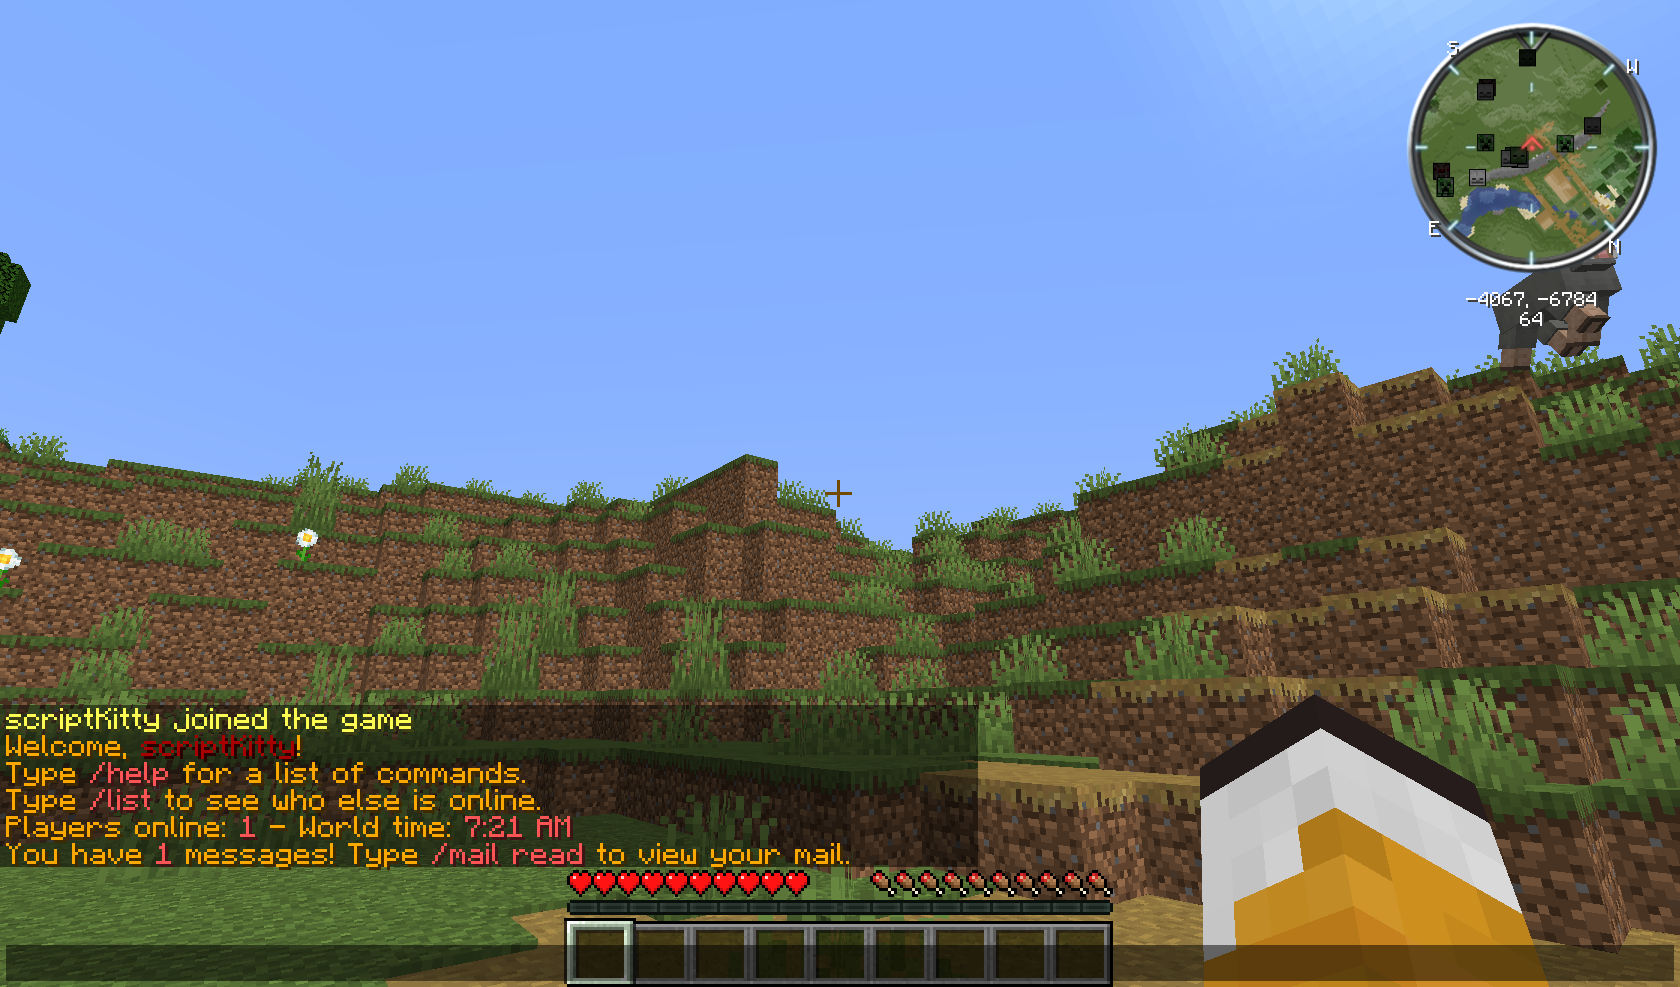 S
W
E
N
-4067, -6784
64
scriptKitty joined the game
Welcome, scriptKitty!
Type /help for a list of commands.
Type /list to see who else is online.
Players online: 1 - World time: 7:21 AM
You have 1 messages! Type /mail read to view your mail.